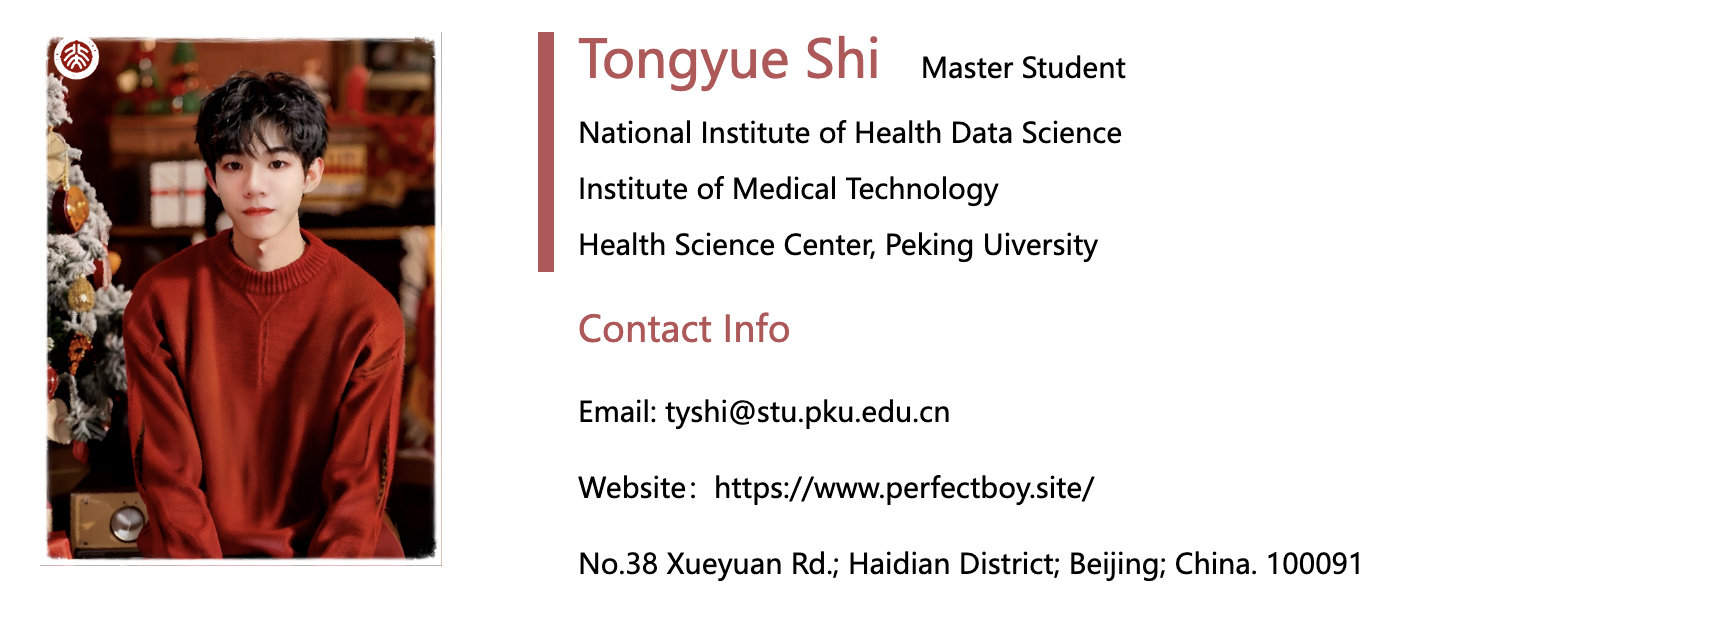 Tongyue Shi Master Student
National Institute of Health Data Science
Institute of Medical Technology
Health Science Center, Peking Uiversity
Contact Info
Email: tyshi@stu.pku.edu.cn
Website：https://www.perfectboy.site/
No.38 Xueyuan Rd.; Haidian District; Beijing; China. 100091